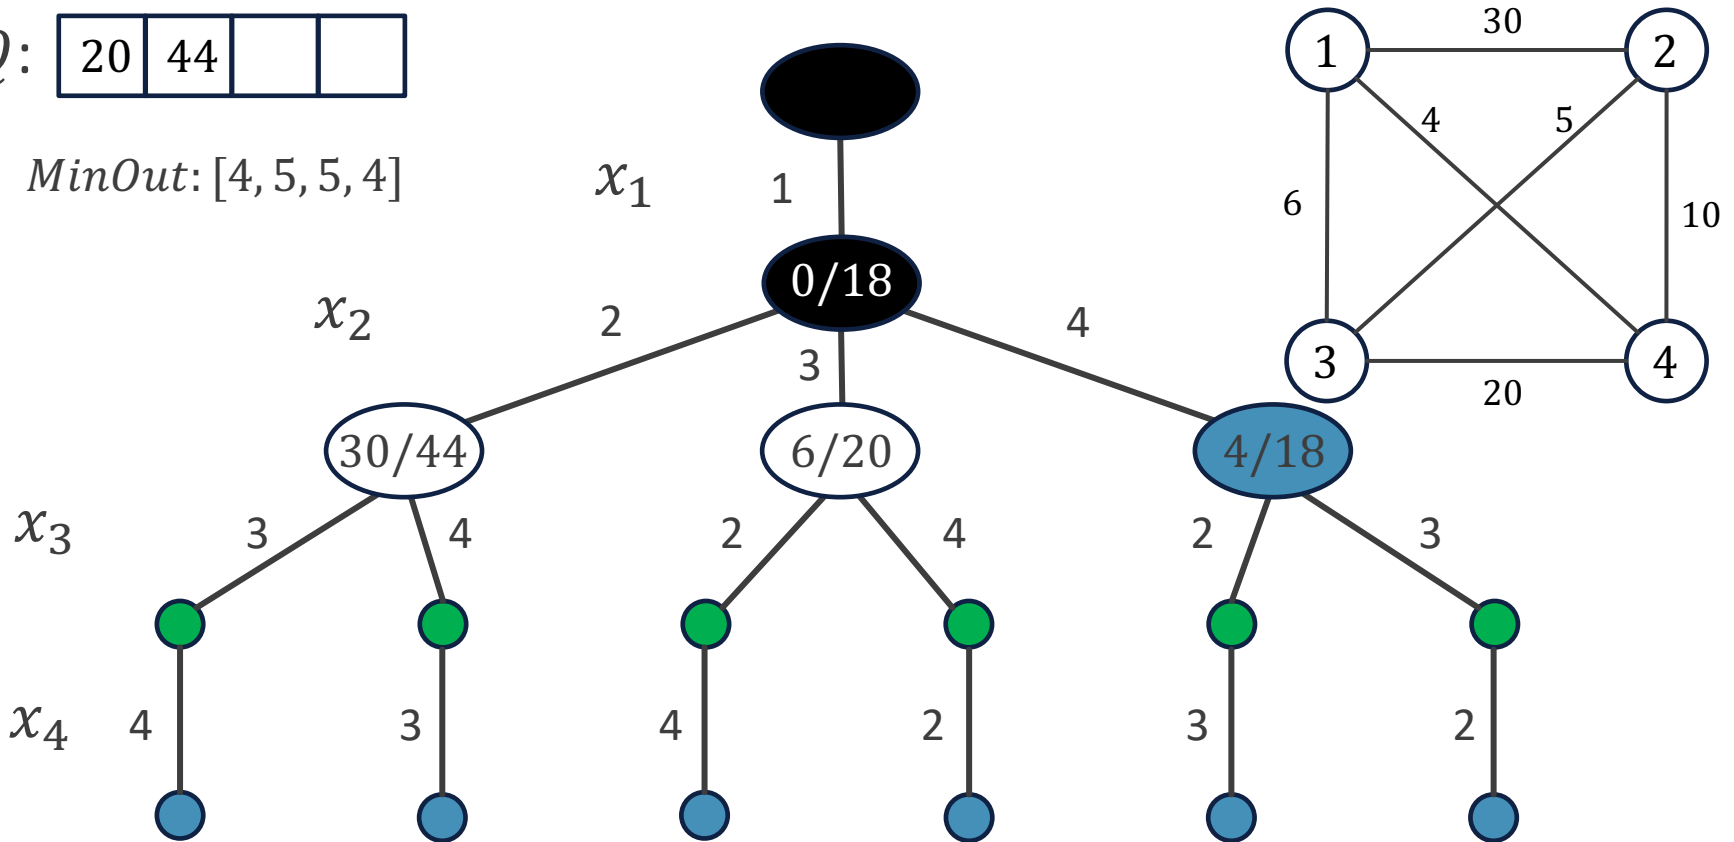 Q: 20 44
MinOut: [4, 5, 5, 4]
x₁ 1
0/18
x₂ 2 3 4
30/44 6/20 4/18
x₃ 3 4 2 4 2 3
x₄ 4 3 4 2 3 2
30
1 2
4 5
6 10
3 4
20